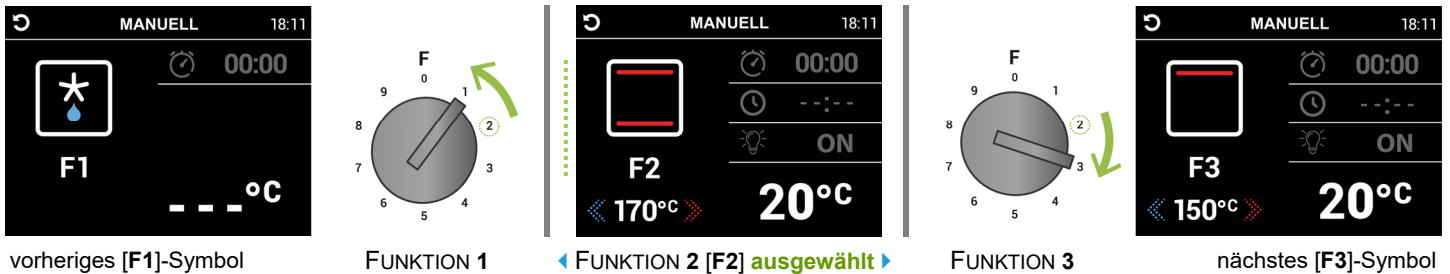 MANUELL 18:11
00:00
F1
_ _ _°C
F
0
1
2
3
4
5
6
7
8
9
MANUELL 18:11
00:00
--:--
ON
F2
170°C
20°C
F
0
1
2
3
4
5
6
7
8
9
MANUELL 18:11
00:00
--:--
ON
F3
150°C
20°C
vorheriges [F1]-Symbol
FUNKTION 1
FUNKTION 2 [F2] ausgewählt
FUNKTION 3
nächstes [F3]-Symbol